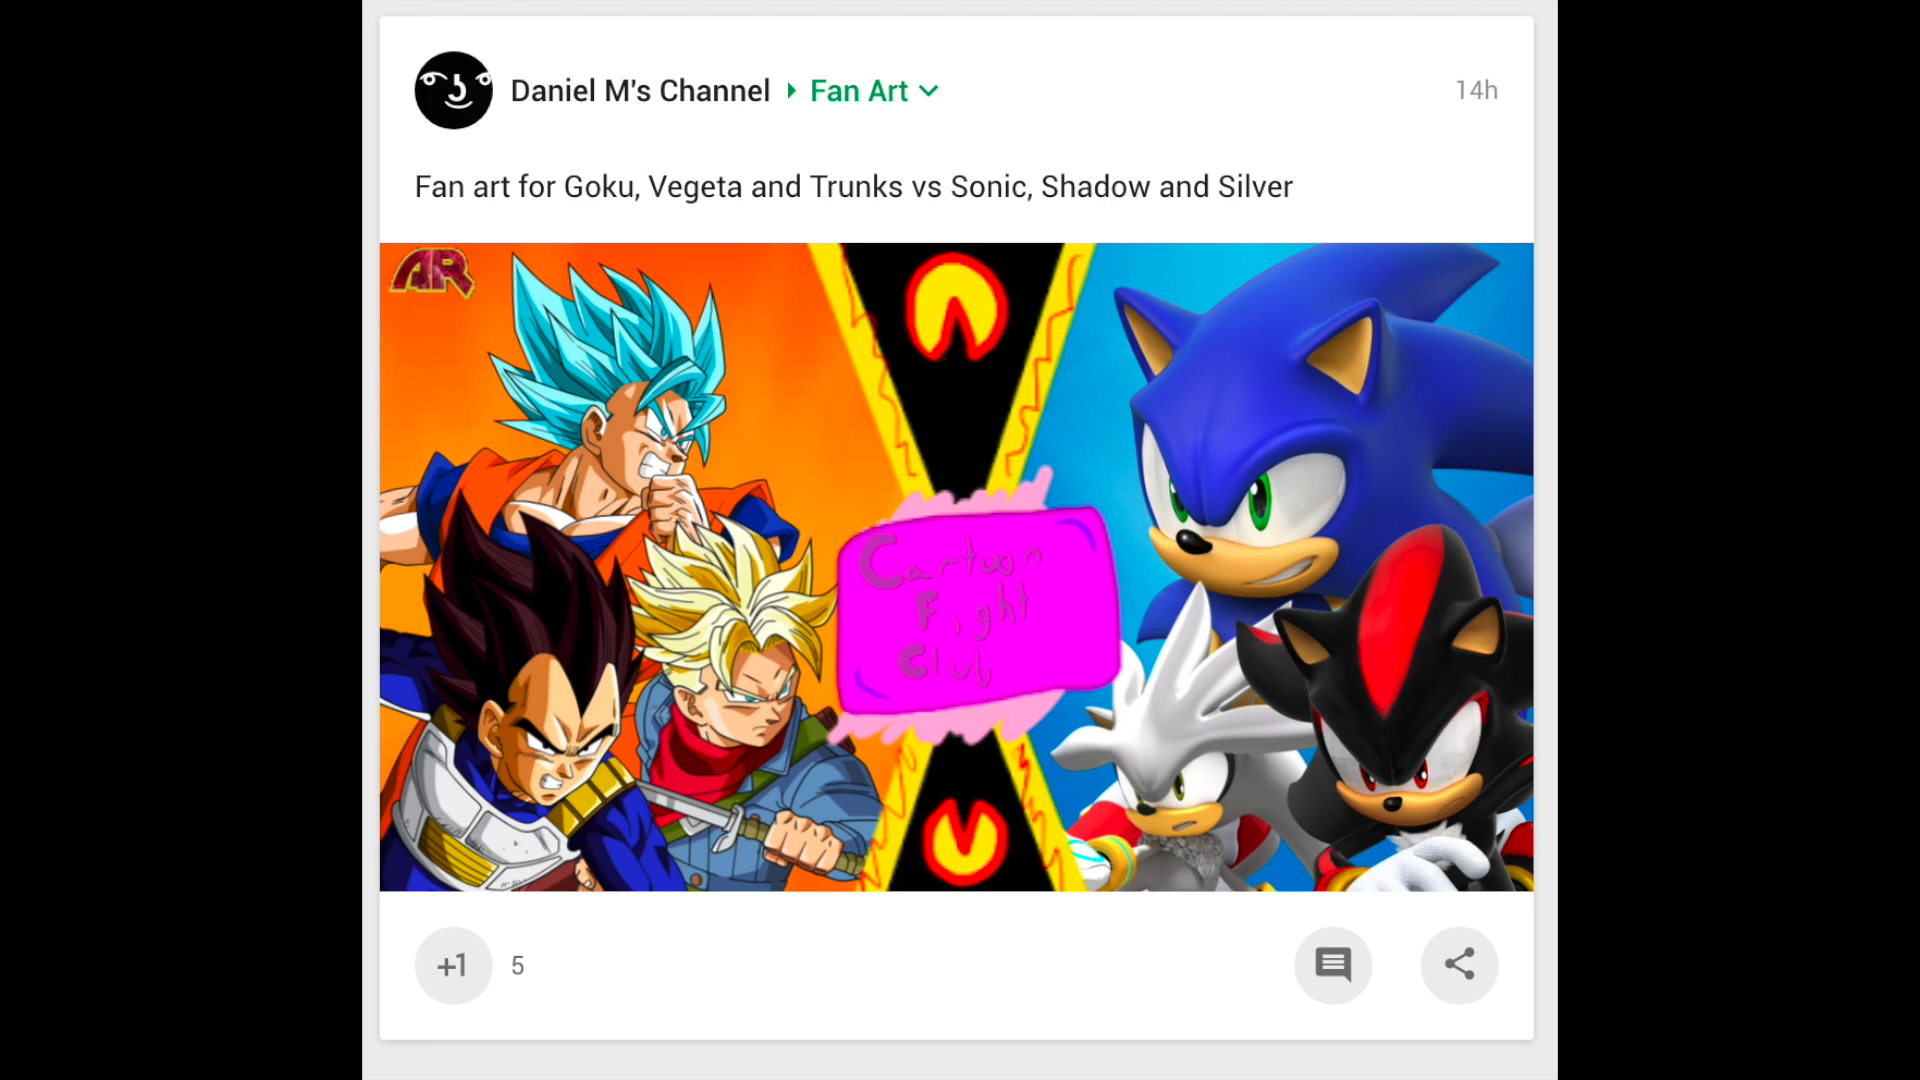 Daniel M's Channel Fan Art
14h
Fan art for Goku, Vegeta and Trunks vs Sonic, Shadow and Silver
AR
Cartoon
Fight
Club
+1 5